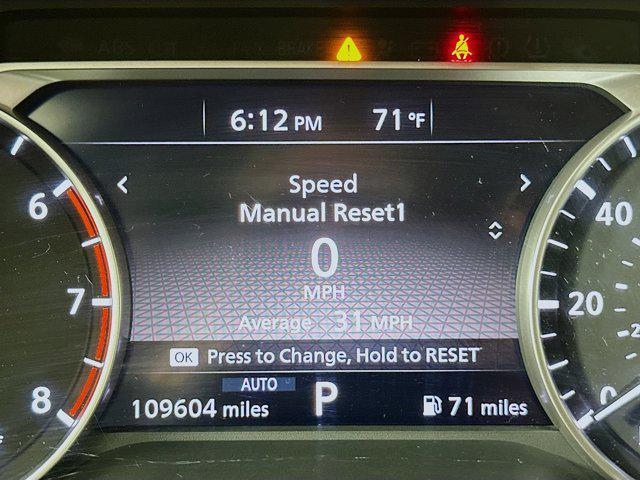 6:12 PM 71°F
Speed
Manual Reset1
0
MPH
Average 31 MPH
OK Press to Change, Hold to RESET
AUTO
109604 miles P 71 miles
6
7
8
40
20
0